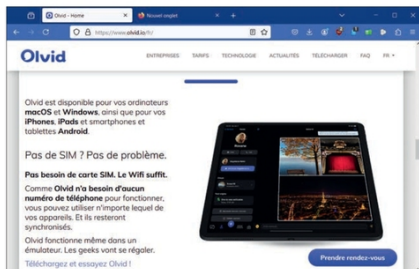 Olvid - Home
Nouvel onglet
https://www.olvid.io/fr/
Olvid
ENTREPRISES TARIFS TECHNOLOGIE ACTUALITÉS TÉLÉCHARGER FAQ FR
Olvid est disponible pour vos ordinateurs
macOS et Windows, ainsi que pour vos
iPhones, iPads et smartphones et
tablettes Android.
Pas de SIM ? Pas de problème.
Pas besoin de carte SIM. Le Wifi suffit.
Comme Olvid n'a besoin d'aucun
numéro de téléphone pour fonctionner,
vous pouvez utiliser n'importe lequel de
vos appareils. Et ils resteront
synchronisés.
Olvid fonctionne même dans un
émulateur. Les geeks vont se régaler.
Téléchargez et essayez Olvid !
Prendre rendez-vous